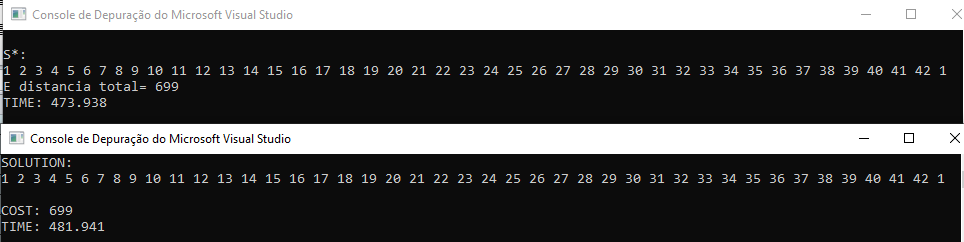 Console de Depuração do Microsoft Visual Studio
S*:
1 2 3 4 5 6 7 8 9 10 11 12 13 14 15 16 17 18 19 20 21 22 23 24 25 26 27 28 29 30 31 32 33 34 35 36 37 38 39 40 41 42 1
E distancia total= 699
TIME: 473.938
Console de Depuração do Microsoft Visual Studio
SOLUTION:
1 2 3 4 5 6 7 8 9 10 11 12 13 14 15 16 17 18 19 20 21 22 23 24 25 26 27 28 29 30 31 32 33 34 35 36 37 38 39 40 41 42 1
COST: 699
TIME: 481.941